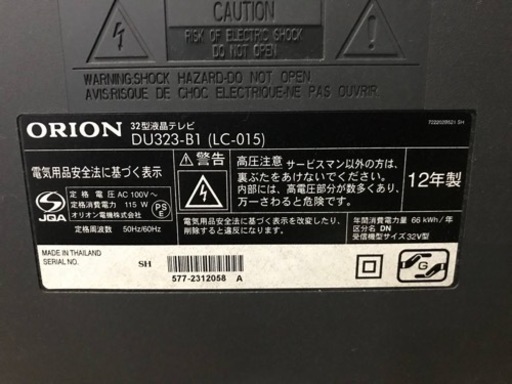 CAUTION
RISK OF ELECTRIC SHOCK
DO NOT OPEN
WARNING:SHOCK HAZARD-DO NOT OPEN
AVIS:RISQUE DE CHOC ELECTRIQUE-NE PAS OUVRIR
ORION
32型液晶テレビ
DU323-B1 (LC-015)
電気用品安全法に基づく表示
定格電圧 AC 100V～
定格消費電力 115 W
オリオン電機株式会社
定格周波数 50Hz/60Hz
JQA
PS
E
警告
高圧注意 サービスマン以外の方は、
裏ぶたをあけないでください。
内部には、高電圧部分が数多く
万一さわると危険です。
電気用品安全法に基づく表示を改変したり、
削除すると違法になります。
12年製
年間消費電力量 66 kWh/年
区分名 DN
受信機型サイズ32V型
MADE IN THAILAND
SERIAL NO.
SH
577-2312058 A
G